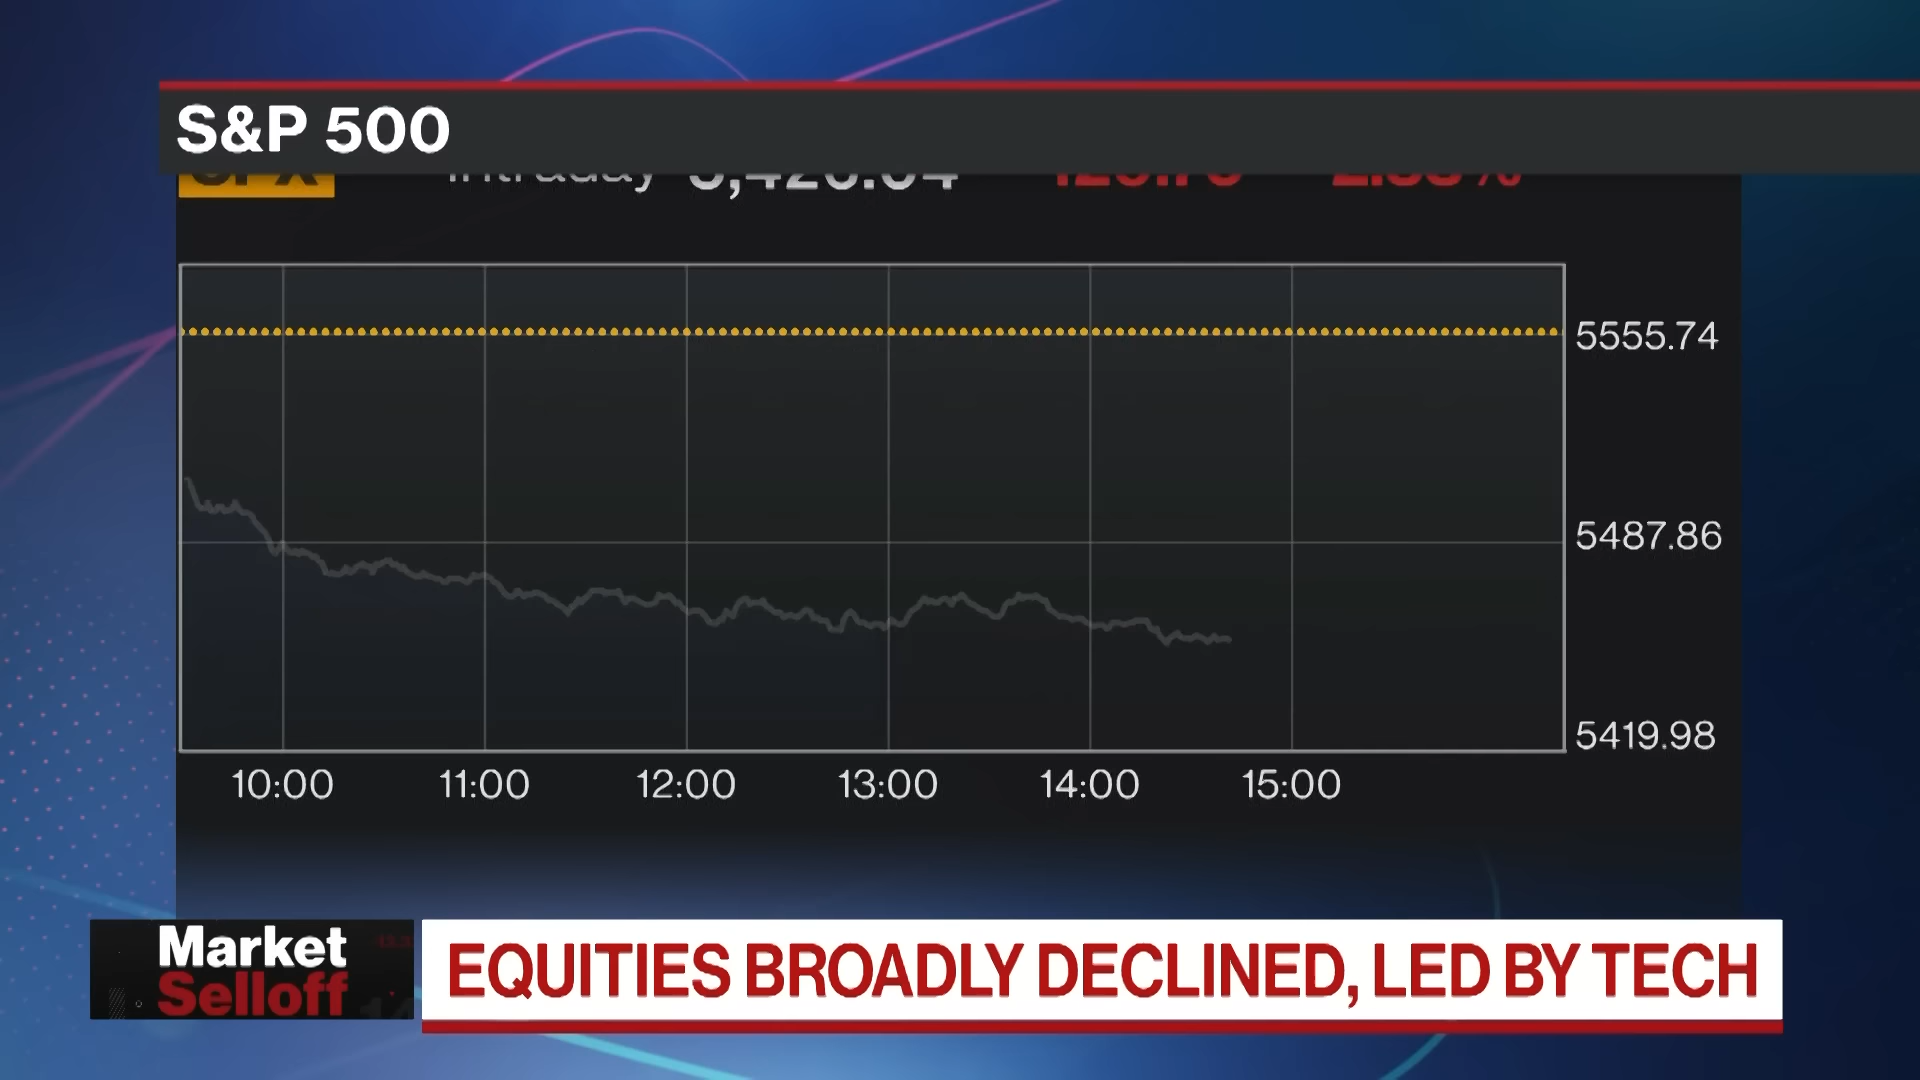 S&P 500
Intraday
5555.74
5487.86
5419.98
10:00 11:00 12:00 13:00 14:00 15:00
Market
Selloff
EQUITIES BROADLY DECLINED, LED BY TECH